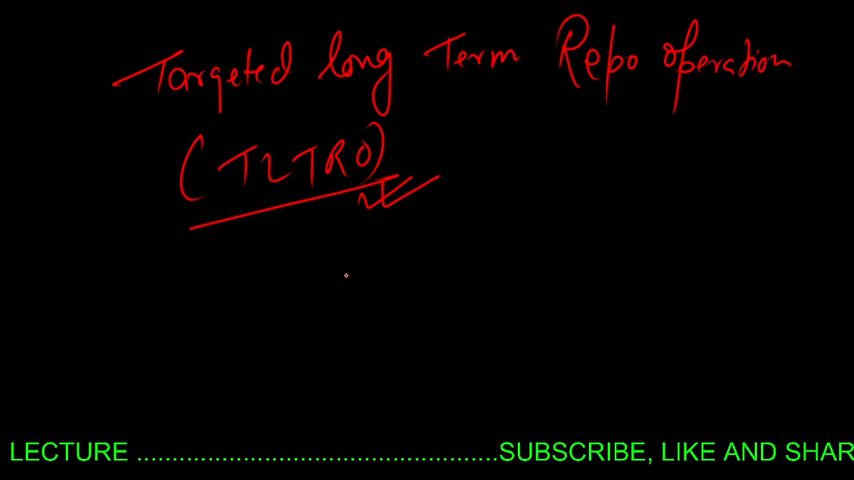 Targeted long Term Repo operation
(TLTRO)
LECTURE ....................................................SUBSCRIBE, LIKE AND SHAR